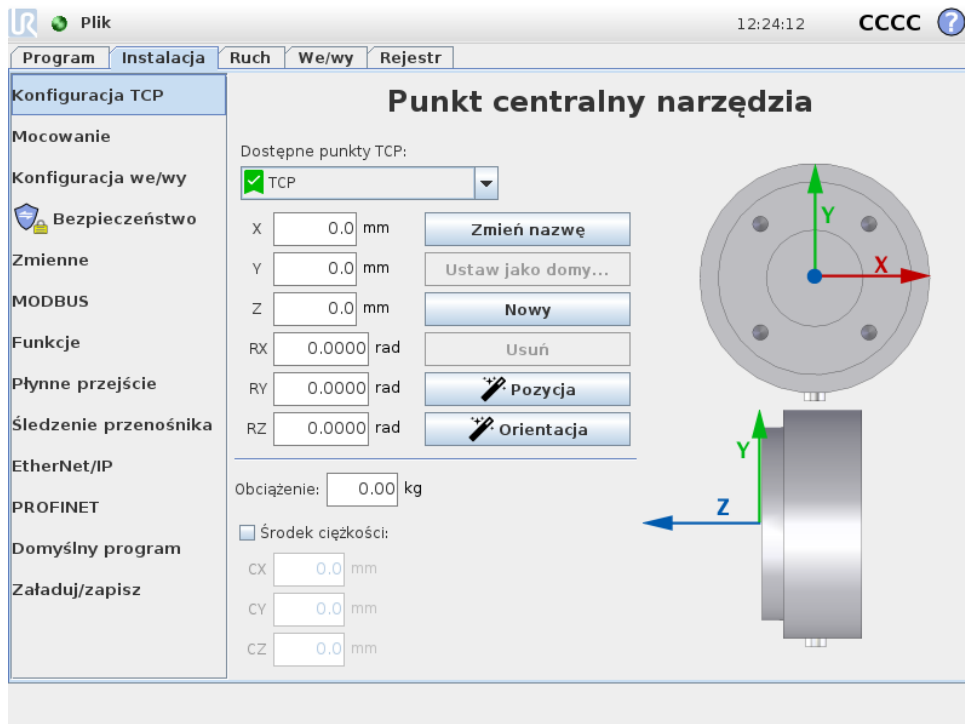 UR Plik 12:24:12 CCCC ?
Program Instalacja Ruch We/wy Rejestr
Konfiguracja TCP
Mocowanie
Konfiguracja we/wy
Bezpieczeństwo
Zmienne
MODBUS
Funkcje
Płynne przejście
Śledzenie przenośnika
EtherNet/IP
PROFINET
Domyślny program
Załaduj/zapisz
Punkt centralny narzędzia
Dostępne punkty TCP:
TCP
X 0.0 mm Zmień nazwę
Y 0.0 mm Ustaw jako domy...
Z 0.0 mm Nowy
RX 0.0000 rad Usuń
RY 0.0000 rad Pozycja
RZ 0.0000 rad Orientacja
Obciążenie: 0.00 kg
Środek ciężkości:
CX 0.0 mm
CY 0.0 mm
CZ 0.0 mm
Y
X
Y
Z